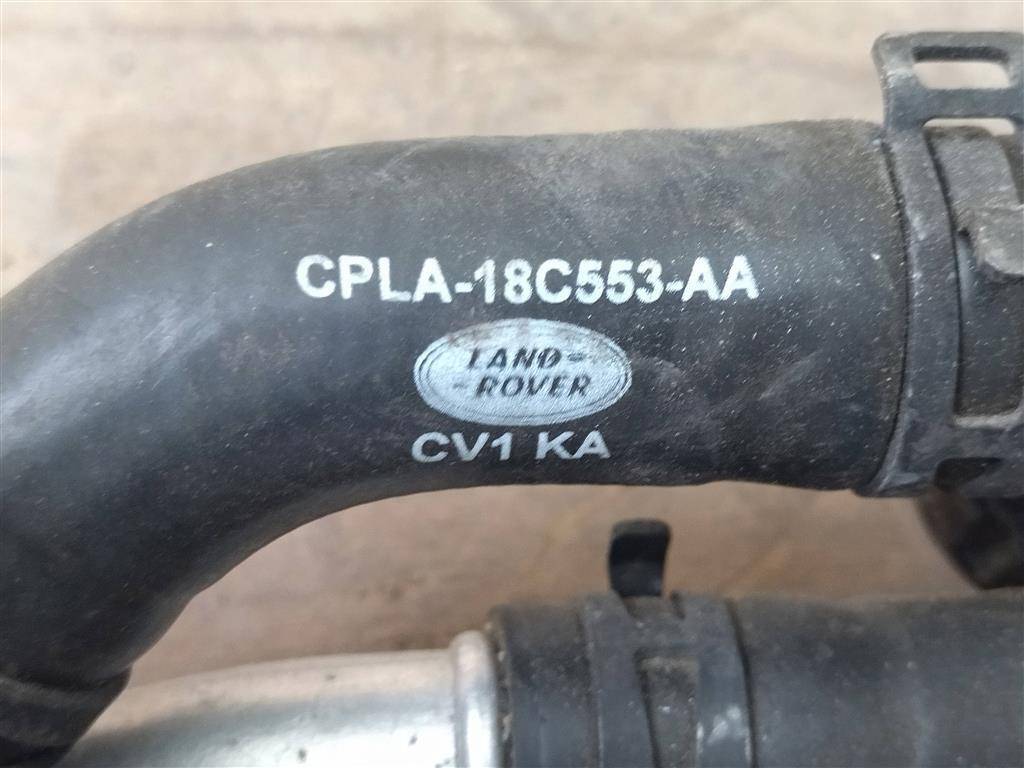 CPLA-18C553-AA
LAND-
-ROVER
CV1 KA